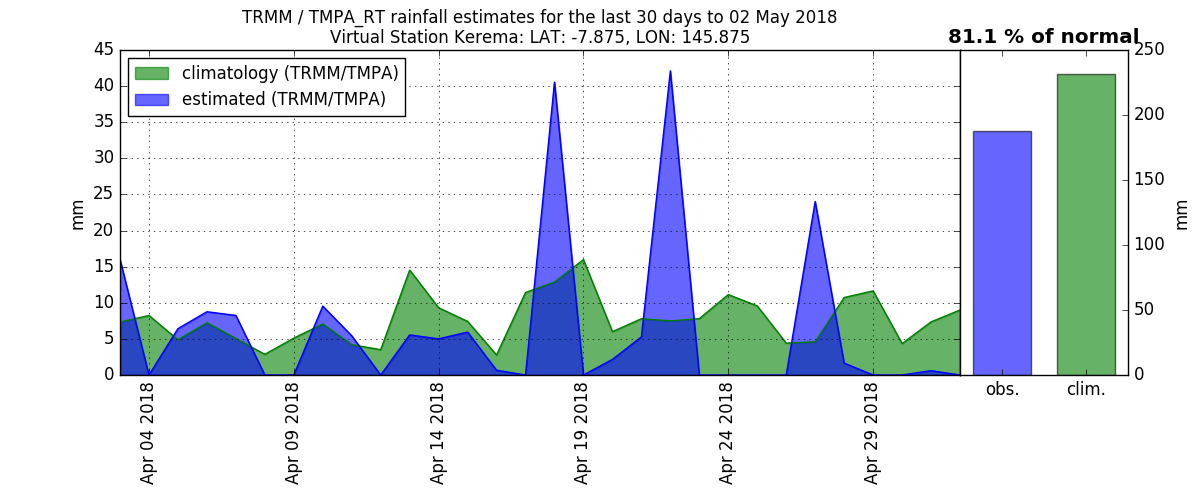 TRMM / TMPA_RT rainfall estimates for the last 30 days to 02 May 2018
Virtual Station Kerema: LAT: -7.875, LON: 145.875
81.1 % of normal
climatology (TRMM/TMPA)
estimated (TRMM/TMPA)
45
40
35
30
25
20
15
10
5
0
mm
Apr 04 2018
Apr 09 2018
Apr 14 2018
Apr 19 2018
Apr 24 2018
Apr 29 2018
250
200
150
100
50
0
mm
obs.
clim.